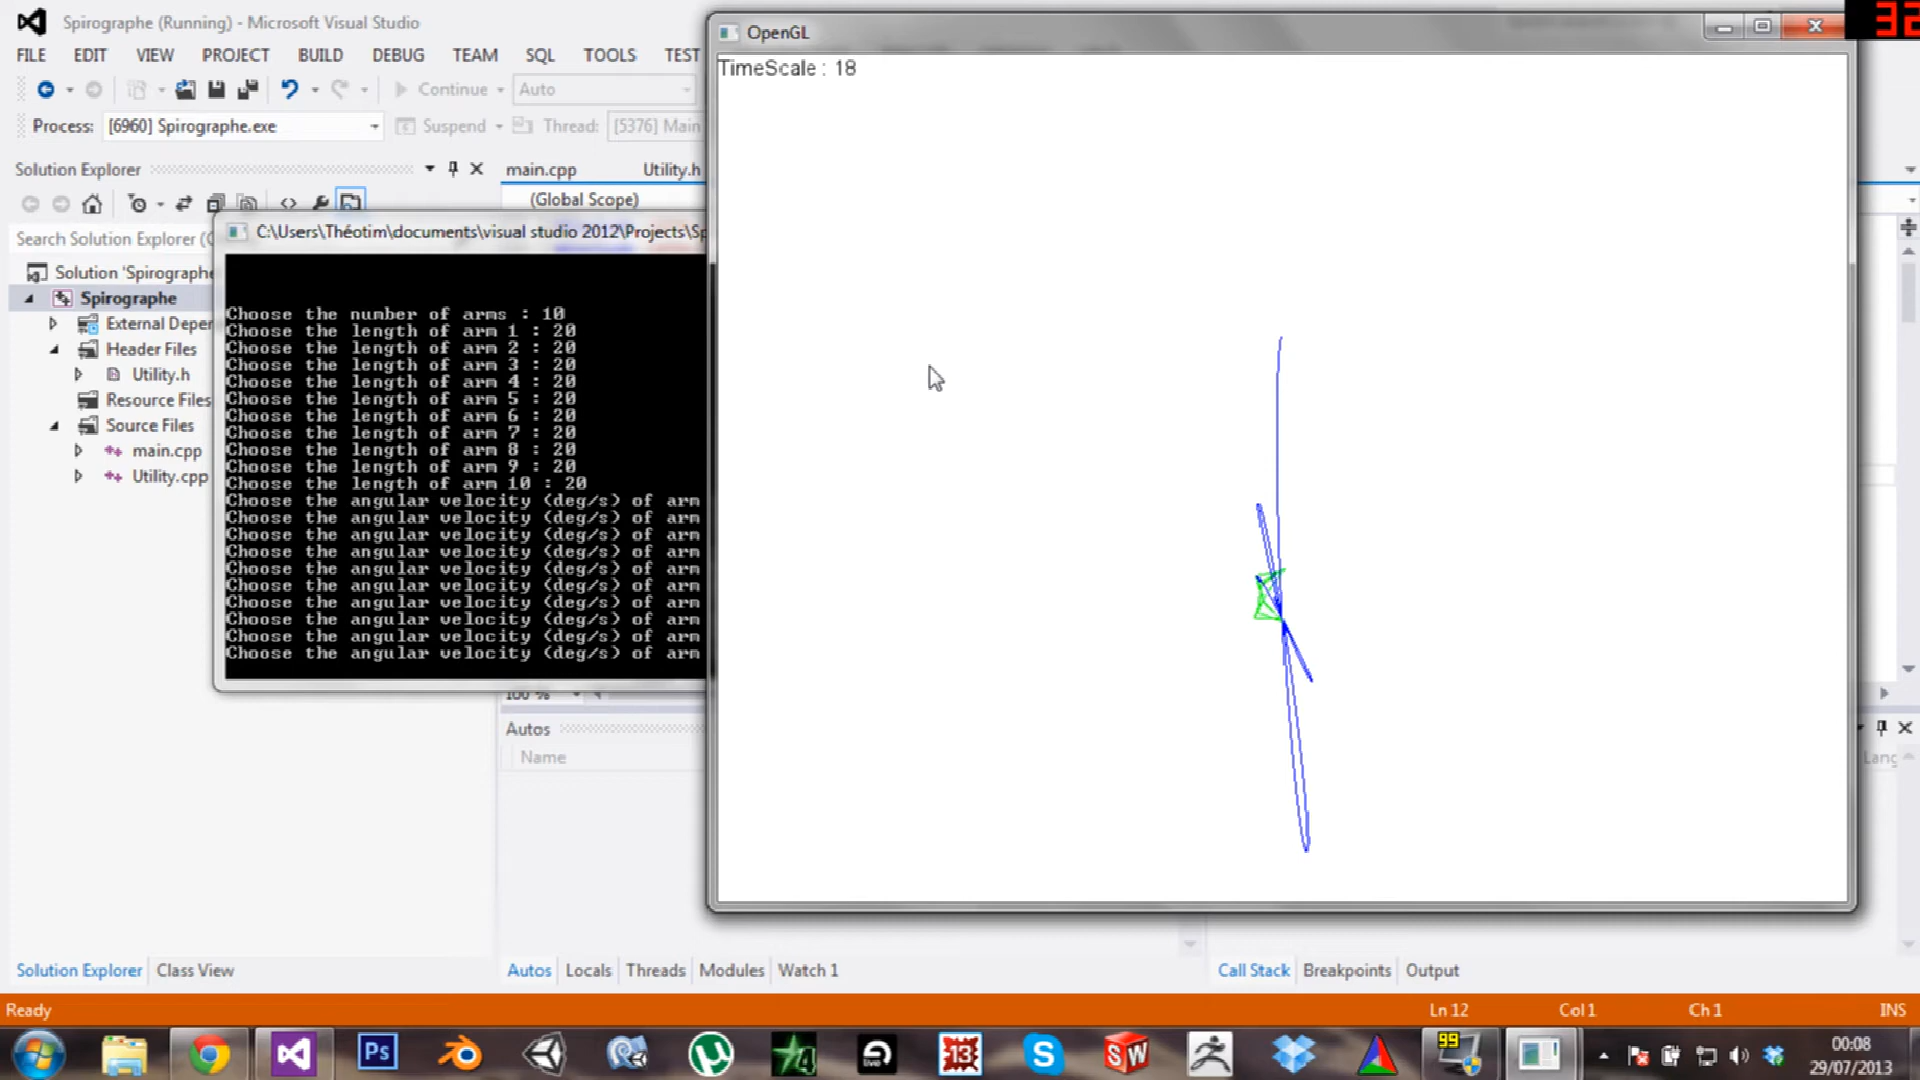 Spirographe (Running) - Microsoft Visual Studio
FILE EDIT VIEW PROJECT BUILD DEBUG TEAM SQL TOOLS TEST
Continue Auto
Process: [6960] Spirographe.exe Suspend Thread: [5376] Main
Solution Explorer
Search Solution Explorer (C
Solution 'Spirographe
Spirographe
External Depen
Header Files
Utility.h
Resource Files
Source Files
main.cpp
Utility.cpp
main.cpp Utility.h
(Global Scope)
C:\Users\Théotim\documents\visual studio 2012\Projects\Sp
Choose the number of arms : 10
Choose the length of arm 1 : 20
Choose the length of arm 2 : 20
Choose the length of arm 3 : 20
Choose the length of arm 4 : 20
Choose the length of arm 5 : 20
Choose the length of arm 6 : 20
Choose the length of arm 7 : 20
Choose the length of arm 8 : 20
Choose the length of arm 9 : 20
Choose the length of arm 10 : 20
Choose the angular velocity (deg/s) of arm
Choose the angular velocity (deg/s) of arm
Choose the angular velocity (deg/s) of arm
Choose the angular velocity (deg/s) of arm
Choose the angular velocity (deg/s) of arm
Choose the angular velocity (deg/s) of arm
Choose the angular velocity (deg/s) of arm
Choose the angular velocity (deg/s) of arm
Choose the angular velocity (deg/s) of arm
Choose the angular velocity (deg/s) of arm
100 %
OpenGL
TimeScale : 18
32
Autos
Name
Lang
Solution Explorer Class View
Autos Locals Threads Modules Watch 1
Call Stack Breakpoints Output
Ready Ln 12 Col 1 Ch 1 INS
Ps
13
S
SW
99
00:08
29/07/2013